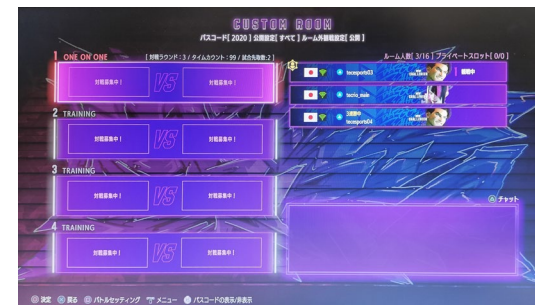 CUSTOM ROOM
パスコード[ 2020 ] 公開設定[ すべて ] ルーム外観戦設定[ 公開 ]
1 ONE ON ONE
[ 対戦ラウンド : 3 / タイムカウント : 99 / 試合先取数:2 ]
対戦募集中！ VS 対戦募集中！
2 TRAINING
対戦募集中！ VS 対戦募集中！
3 TRAINING
対戦募集中！ VS 対戦募集中！
4 TRAINING
対戦募集中！ VS 対戦募集中！
ルーム人数[ 3/16 ] プライベートスロット[ 0/0 ]
tecesports03
tecno_main
tecesports04
チャット
決定 戻る バトルセッティング メニュー パスコードの表示/非表示